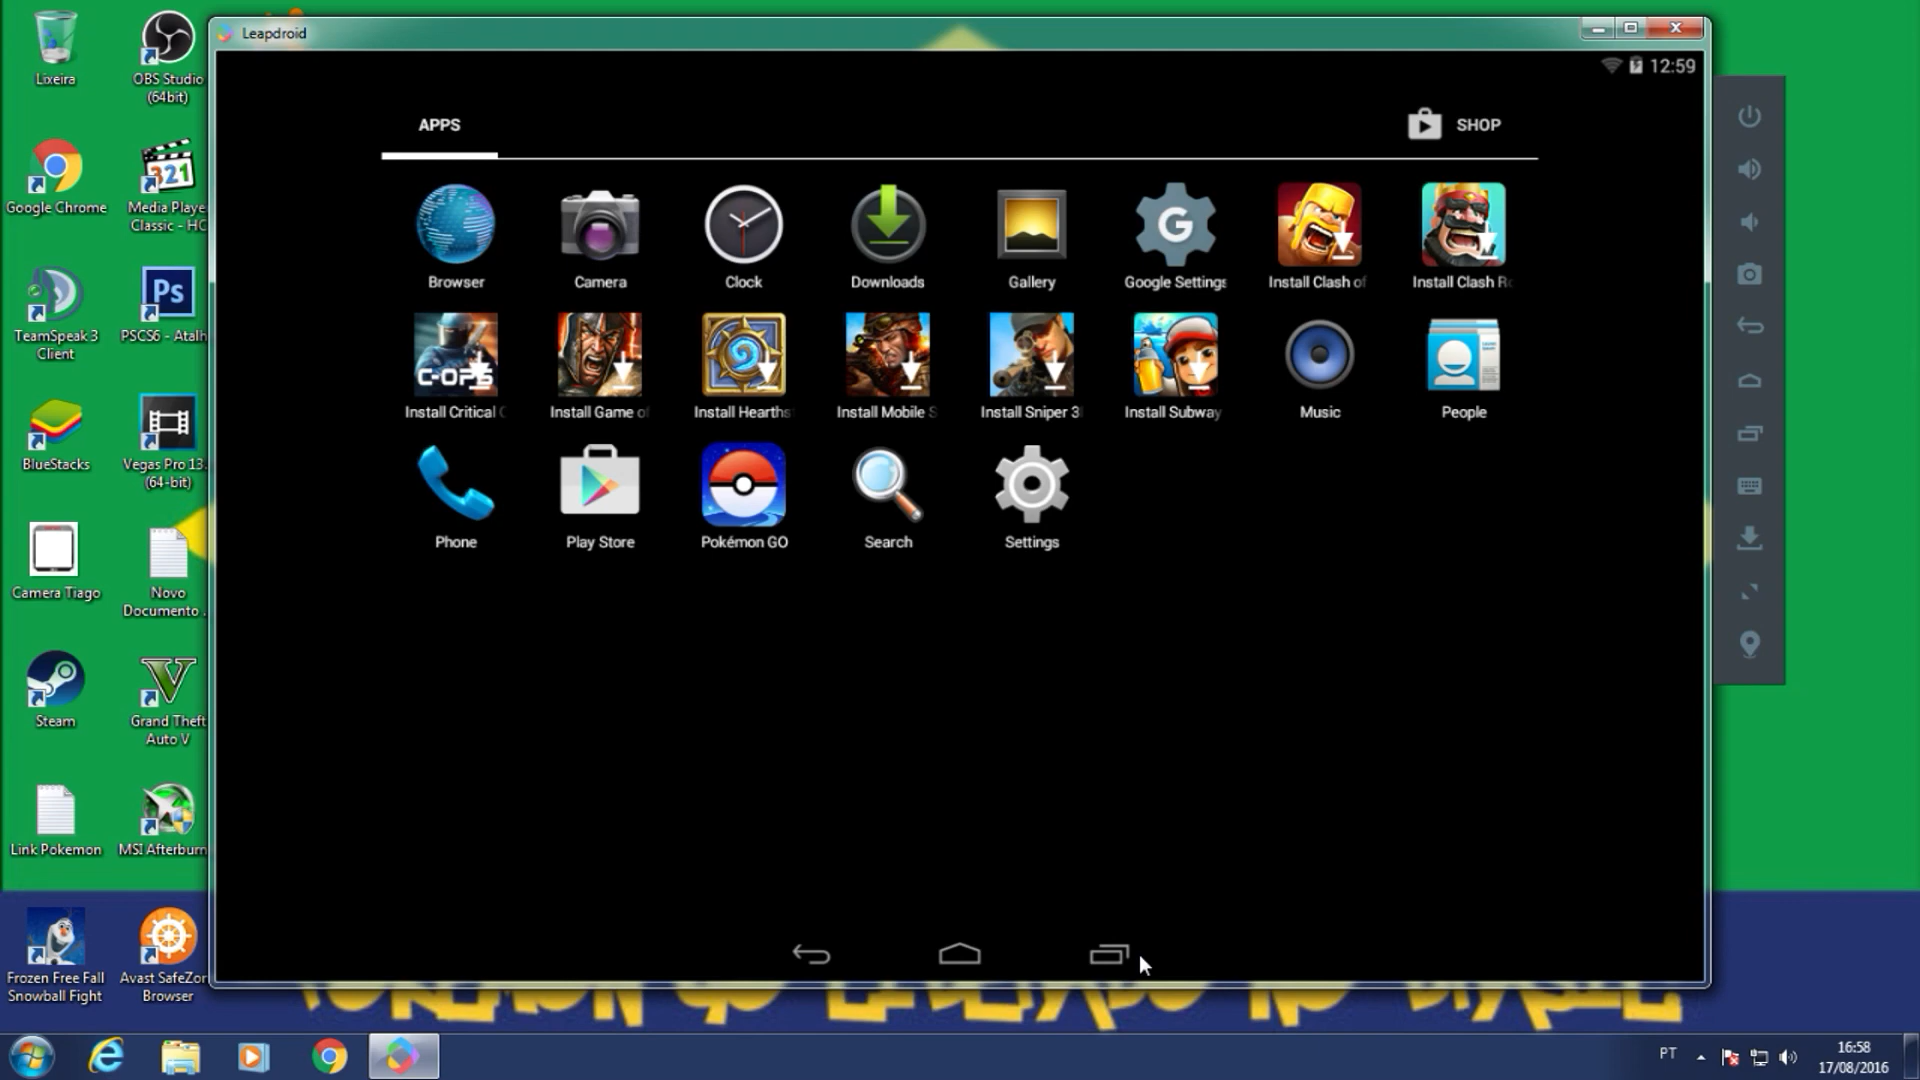 Leapdroid
12:59
APPS
SHOP
Browser
Camera
Clock
Downloads
Gallery
Google Settings
Install Clash of
Install Clash R
C-OPS
Install Critical
Install Game of
Install Hearths
Install Mobile S
Install Sniper 3
Install Subway
Music
People
Phone
Play Store
Pokémon GO
Search
Settings
Lixeira
OBS Studio
(64bit)
Google Chrome
321
Media Playe
Classic - HC
TeamSpeak 3
Client
Ps
PSCS6 - Atalh
BlueStacks
Vegas Pro 13.
(64-bit)
Camera Tiago
Novo
Documento .
Steam
V
Grand Theft
Auto V
Link Pokemon
MSI Afterburn
Frozen Free Fall
Snowball Fight
Avast SafeZor
Browser
PT
16:58
17/08/2016